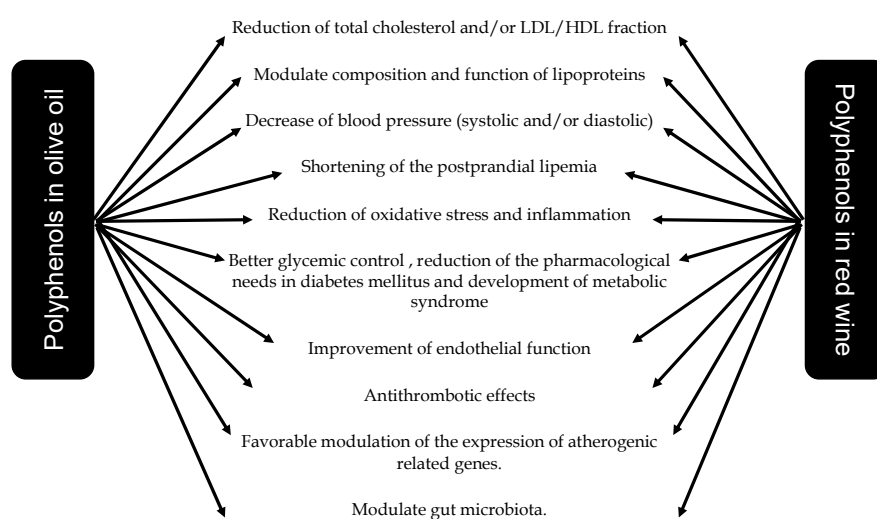 Reduction of total cholesterol and/or LDL/HDL fraction
Modulate composition and function of lipoproteins
Decrease of blood pressure (systolic and/or diastolic)
Shortening of the postprandial lipemia
Reduction of oxidative stress and inflammation
Better glycemic control , reduction of the pharmacological
needs in diabetes mellitus and development of metabolic
syndrome
Improvement of endothelial function
Antithrombotic effects
Favorable modulation of the expression of atherogenic
related genes.
Modulate gut microbiota.
Polyphenols in olive oil
Polyphenols in red wine